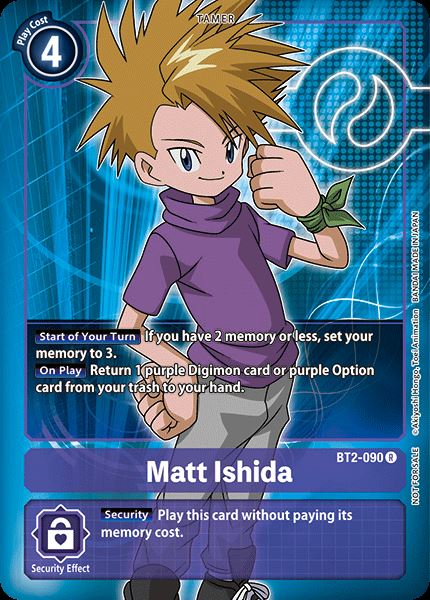 TAMER
Play Cost
4
Start of Your Turn If you have 2 memory or less, set your
memory to 3.
On Play Return 1 purple Digimon card or purple Option
card from your trash to your hand.
BT2-090 R
Matt Ishida
Security Play this card without paying its
memory cost.
Security Effect
NOT FOR SALE ©Akiyoshi Hongo, Toei Animation BANDAI MADE IN JAPAN